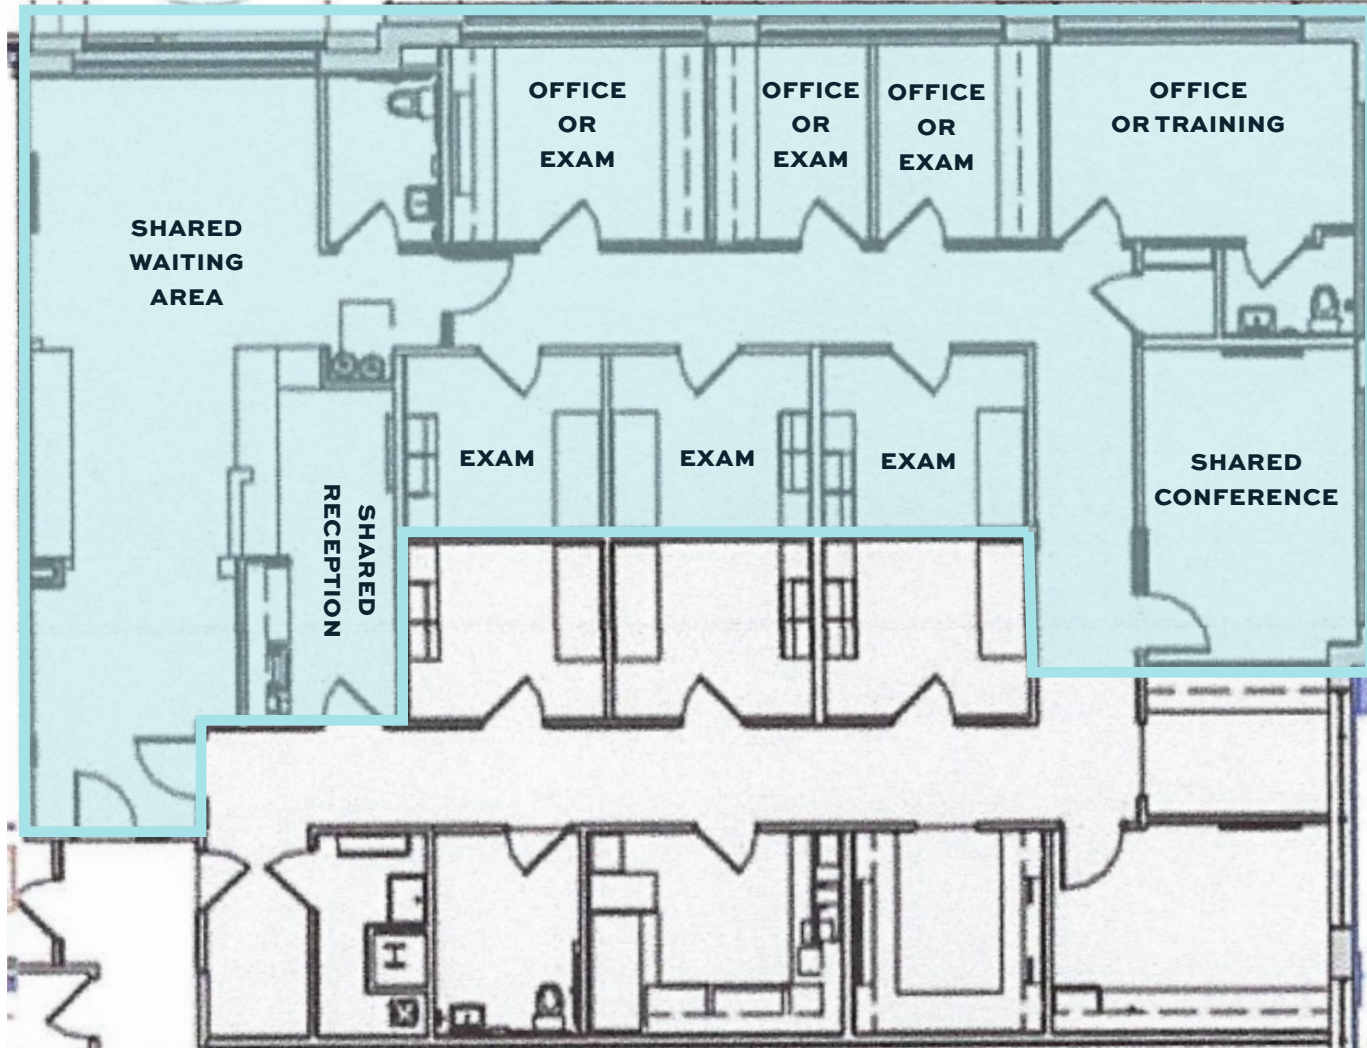 OFFICE
OR
EXAM
OFFICE
OR
EXAM
OFFICE
OR
EXAM
OFFICE
OR TRAINING
SHARED
WAITING
AREA
EXAM
EXAM
EXAM
SHARED
CONFERENCE
SHARED
RECEPTION